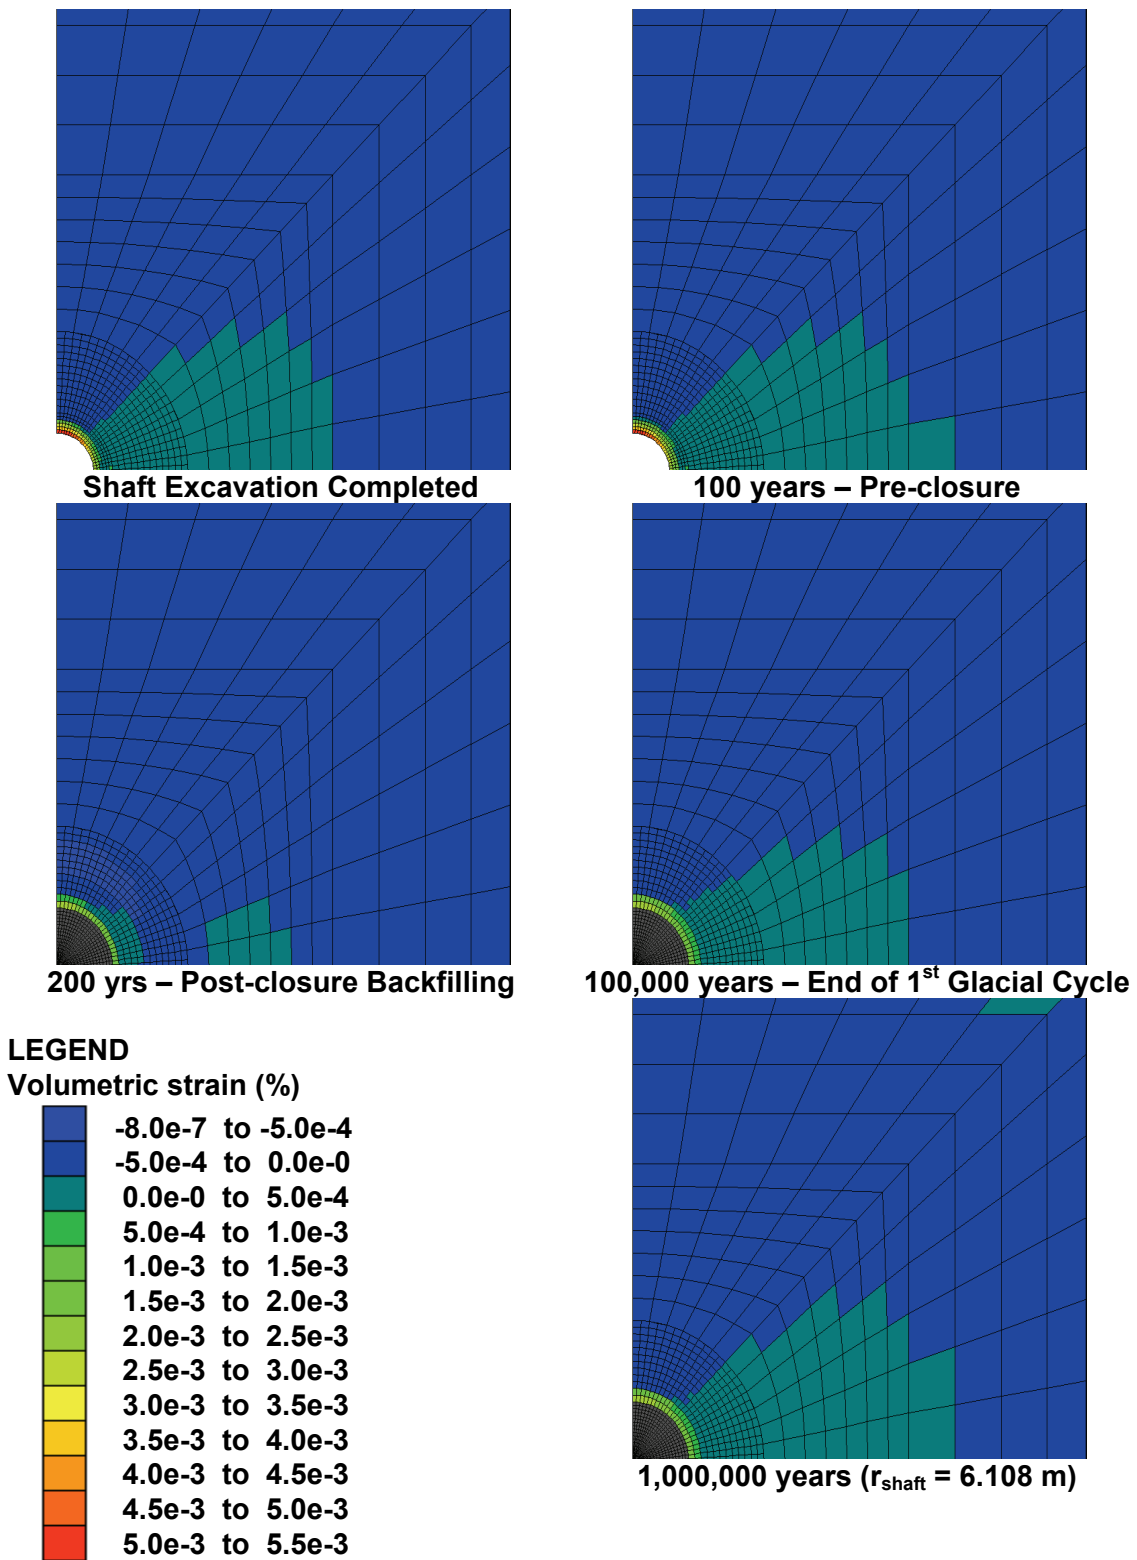 Shaft Excavation Completed
100 years – Pre-closure
200 yrs – Post-closure Backfilling
100,000 years – End of 1st Glacial Cycle
LEGEND
Volumetric strain (%)
-8.0e-7 to -5.0e-4
-5.0e-4 to 0.0e-0
0.0e-0 to 5.0e-4
5.0e-4 to 1.0e-3
1.0e-3 to 1.5e-3
1.5e-3 to 2.0e-3
2.0e-3 to 2.5e-3
2.5e-3 to 3.0e-3
3.0e-3 to 3.5e-3
3.5e-3 to 4.0e-3
4.0e-3 to 4.5e-3
4.5e-3 to 5.0e-3
5.0e-3 to 5.5e-3
1,000,000 years (rshaft = 6.108 m)